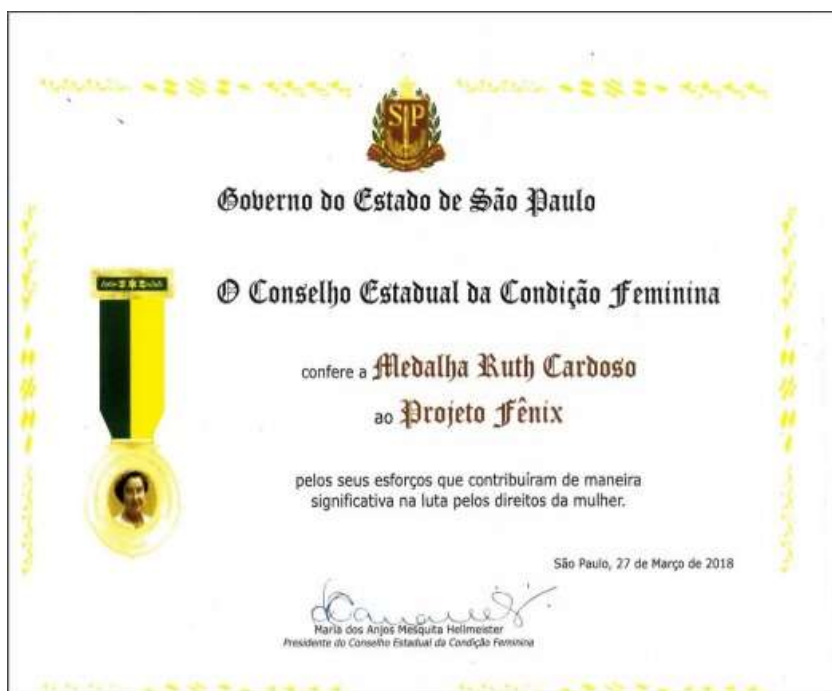 SP
Governo do Estado de São Paulo
O Conselho Estadual da Condição Feminina
confere a Medalha Ruth Cardoso
ao Projeto Fênix
pelos seus esforços que contribuíram de maneira
significativa na luta pelos direitos da mulher.
São Paulo, 27 de Março de 2018
Maria dos Anjos Mesquita Hellmeister
Presidente do Conselho Estadual da Condição Feminina